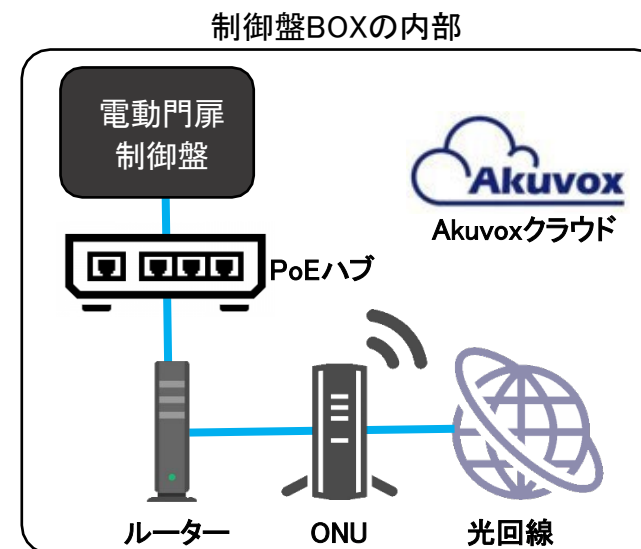 制御盤BOXの内部
電動門扉
制御盤
Akuvox
Akuvoxクラウド
PoEハブ
ルーター
ONU
光回線